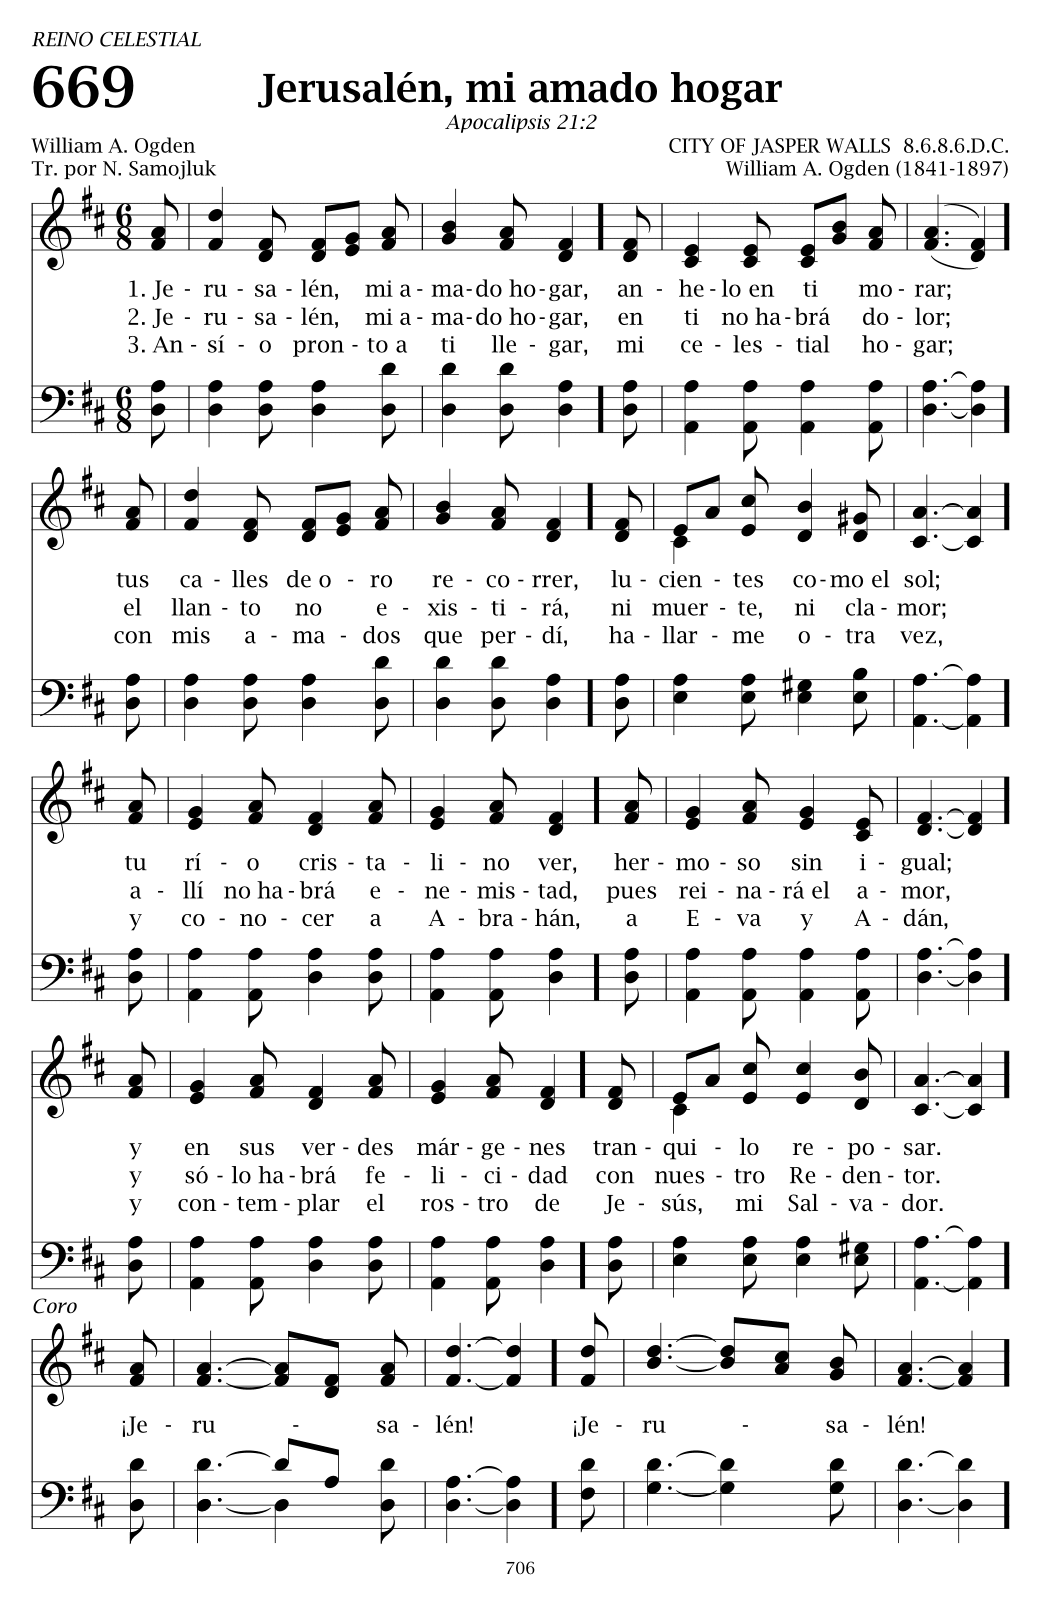 REINO CELESTIAL
669
Jerusalén, mi amado hogar
Apocalipsis 21:2
William A. Ogden
CITY OF JASPER WALLS 8.6.8.6.D.C.
Tr. por N. Samojluk
William A. Ogden (1841-1897)
1. Je - ru - sa - lén, mi a - ma - do ho - gar, an - he - lo en ti mo - rar;
2. Je - ru - sa - lén, mi a - ma - do ho - gar, en ti no ha - brá do - lor;
3. An - sí - o pron - to a ti lle - gar, mi ce - les - tial ho - gar;
tus ca - lles de o - ro re - co - rrer, lu - cien - tes co - mo el sol;
el llan - to no e - xis - ti - rá, ni muer - te, ni cla - mor;
con mis a - ma - dos que per - dí, ha - llar - me o - tra vez,
tu rí - o cris - ta - li - no ver, her - mo - so sin i - gual;
a - llí no ha - brá e - ne - mis - tad, pues rei - na - rá el a - mor,
y co - no - cer a A - bra - hán, a E - va y A - dán,
y en sus ver - des már - ge - nes tran - qui - lo re - po - sar.
y só - lo ha - brá fe - li - ci - dad con nues - tro Re - den - tor.
y con - tem - plar el ros - tro de Je - sús, mi Sal - va - dor.
Coro
¡Je - ru - sa - lén! ¡Je - ru - sa - lén!
706